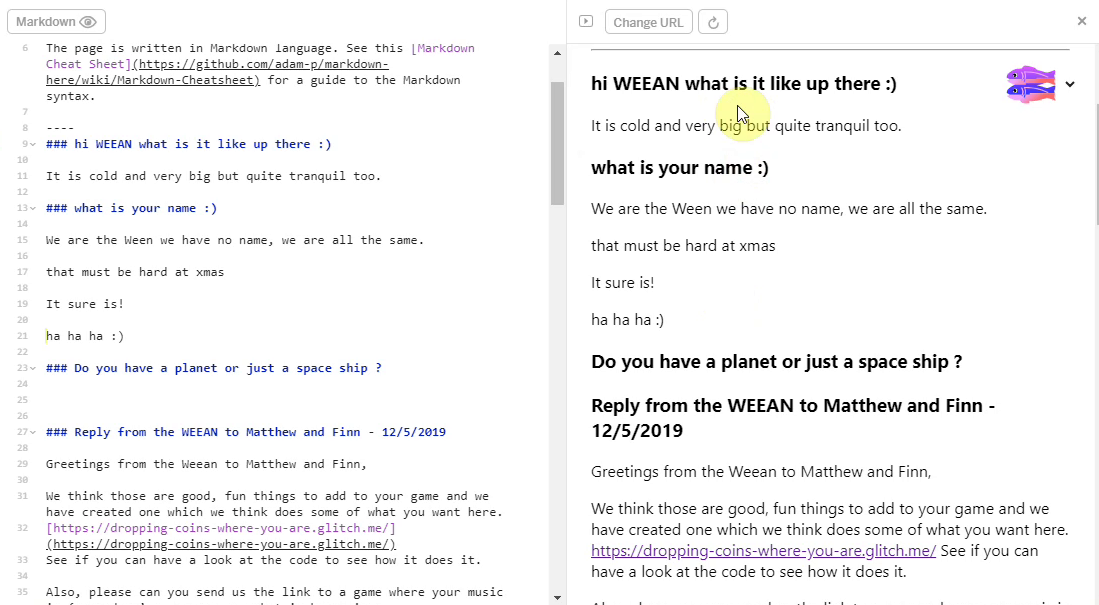 Markdown
6 The page is written in Markdown language. See this [Markdown
Cheat Sheet](https://github.com/adam-p/markdown-
here/wiki/Markdown-Cheatsheet) for a guide to the Markdown
syntax.
7
8 ----
9 ### hi WEEAN what is it like up there :)
10
11 It is cold and very big but quite tranquil too.
12
13 ### what is your name :)
14
15 We are the Ween we have no name, we are all the same.
16
17 that must be hard at xmas
18
19 It sure is!
20
21 ha ha ha :)
22
23 ### Do you have a planet or just a space ship ?
24
25
26
27 ### Reply from the WEEAN to Matthew and Finn - 12/5/2019
28
29 Greetings from the Weean to Matthew and Finn,
30
31 We think those are good, fun things to add to your game and we
have created one which we think does some of what you want here.
32 [https://dropping-coins-where-you-are.glitch.me/]
(https://dropping-coins-where-you-are.glitch.me/)
33 See if you can have a look at the code to see how it does it.
34
35 Also, please can you send us the link to a game where your music
Change URL
hi WEEAN what is it like up there :)
It is cold and very big but quite tranquil too.
what is your name :)
We are the Ween we have no name, we are all the same.
that must be hard at xmas
It sure is!
ha ha ha :)
Do you have a planet or just a space ship ?
Reply from the WEEAN to Matthew and Finn -
12/5/2019
Greetings from the Weean to Matthew and Finn,
We think those are good, fun things to add to your game and we
have created one which we think does some of what you want here.
https://dropping-coins-where-you-are.glitch.me/ See if you can
have a look at the code to see how it does it.